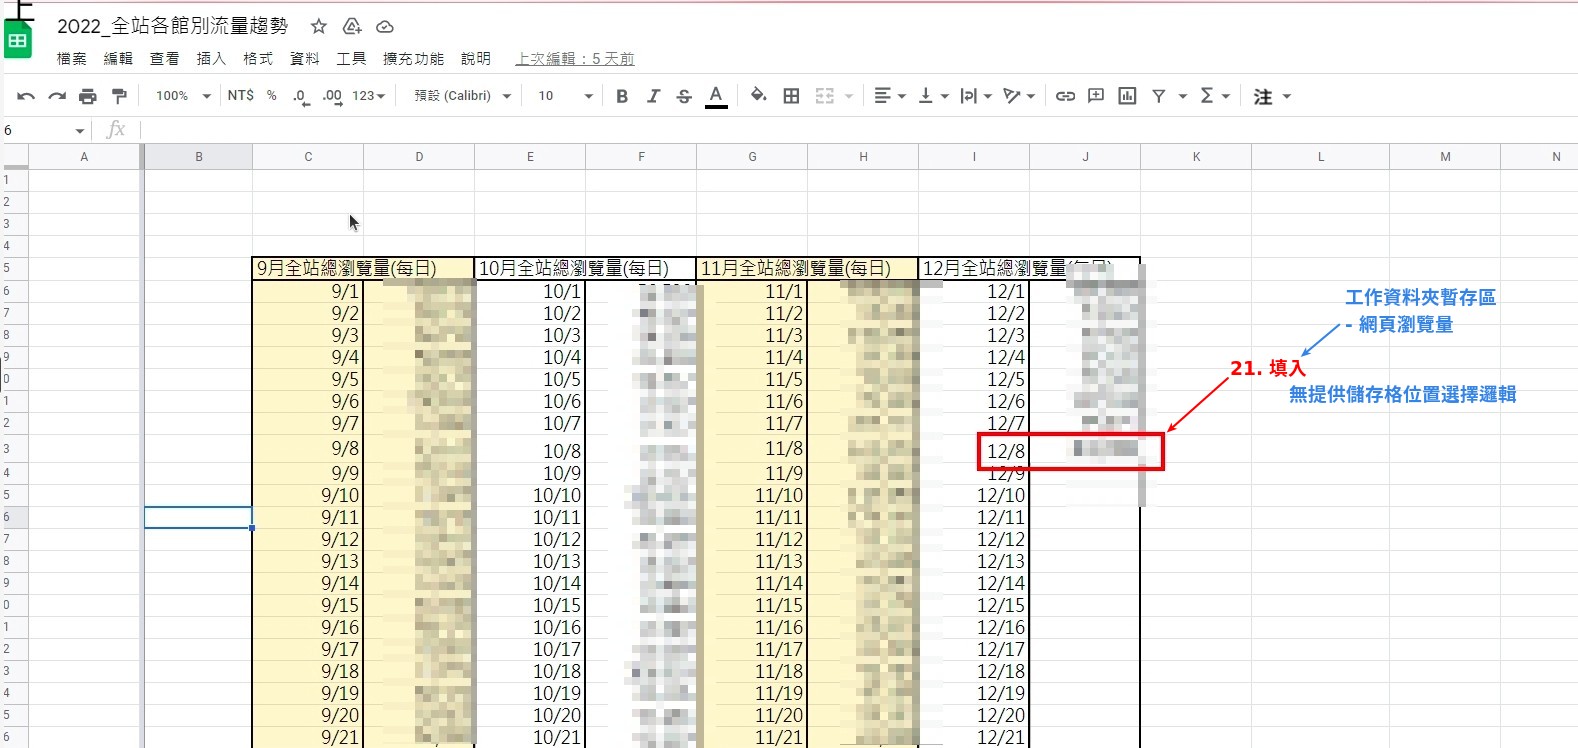 上
2022_全站各館別流量趨勢
檔案 編輯 查看 插入 格式 資料 工具 擴充功能 說明 上次編輯：5 天前
100% NT$ % .0 .00 123 預設 (Calibri) 10 B I S A Σ 注
6 fx
A B C D E F G H I J K L M N
1
2
3
4
5 9月全站總瀏覽量(每日) 10月全站總瀏覽量(每日) 11月全站總瀏覽量(每日) 12月全站總瀏覽量(每日)
6 9/1 10/1 11/1 12/1 工作資料夾暫存區
7 9/2 10/2 11/2 12/2 - 網頁瀏覽量
8 9/3 10/3 11/3 12/3
9 9/4 10/4 11/4 12/4
21. 填入
0 9/5 10/5 11/5 12/5
無提供儲存格位置選擇邏輯
1 9/6 10/6 11/6 12/6
2 9/7 10/7 11/7 12/7
3 9/8 10/8 11/8 12/8
4 9/9 10/9 11/9 12/9
5 9/10 10/10 11/10 12/10
6 9/11 10/11 11/11 12/11
7 9/12 10/12 11/12 12/12
8 9/13 10/13 11/13 12/13
9 9/14 10/14 11/14 12/14
0 9/15 10/15 11/15 12/15
1 9/16 10/16 11/16 12/16
2 9/17 10/17 11/17 12/17
3 9/18 10/18 11/18 12/18
4 9/19 10/19 11/19 12/19
5 9/20 10/20 11/20 12/20
6 9/21 10/21 11/21 12/21